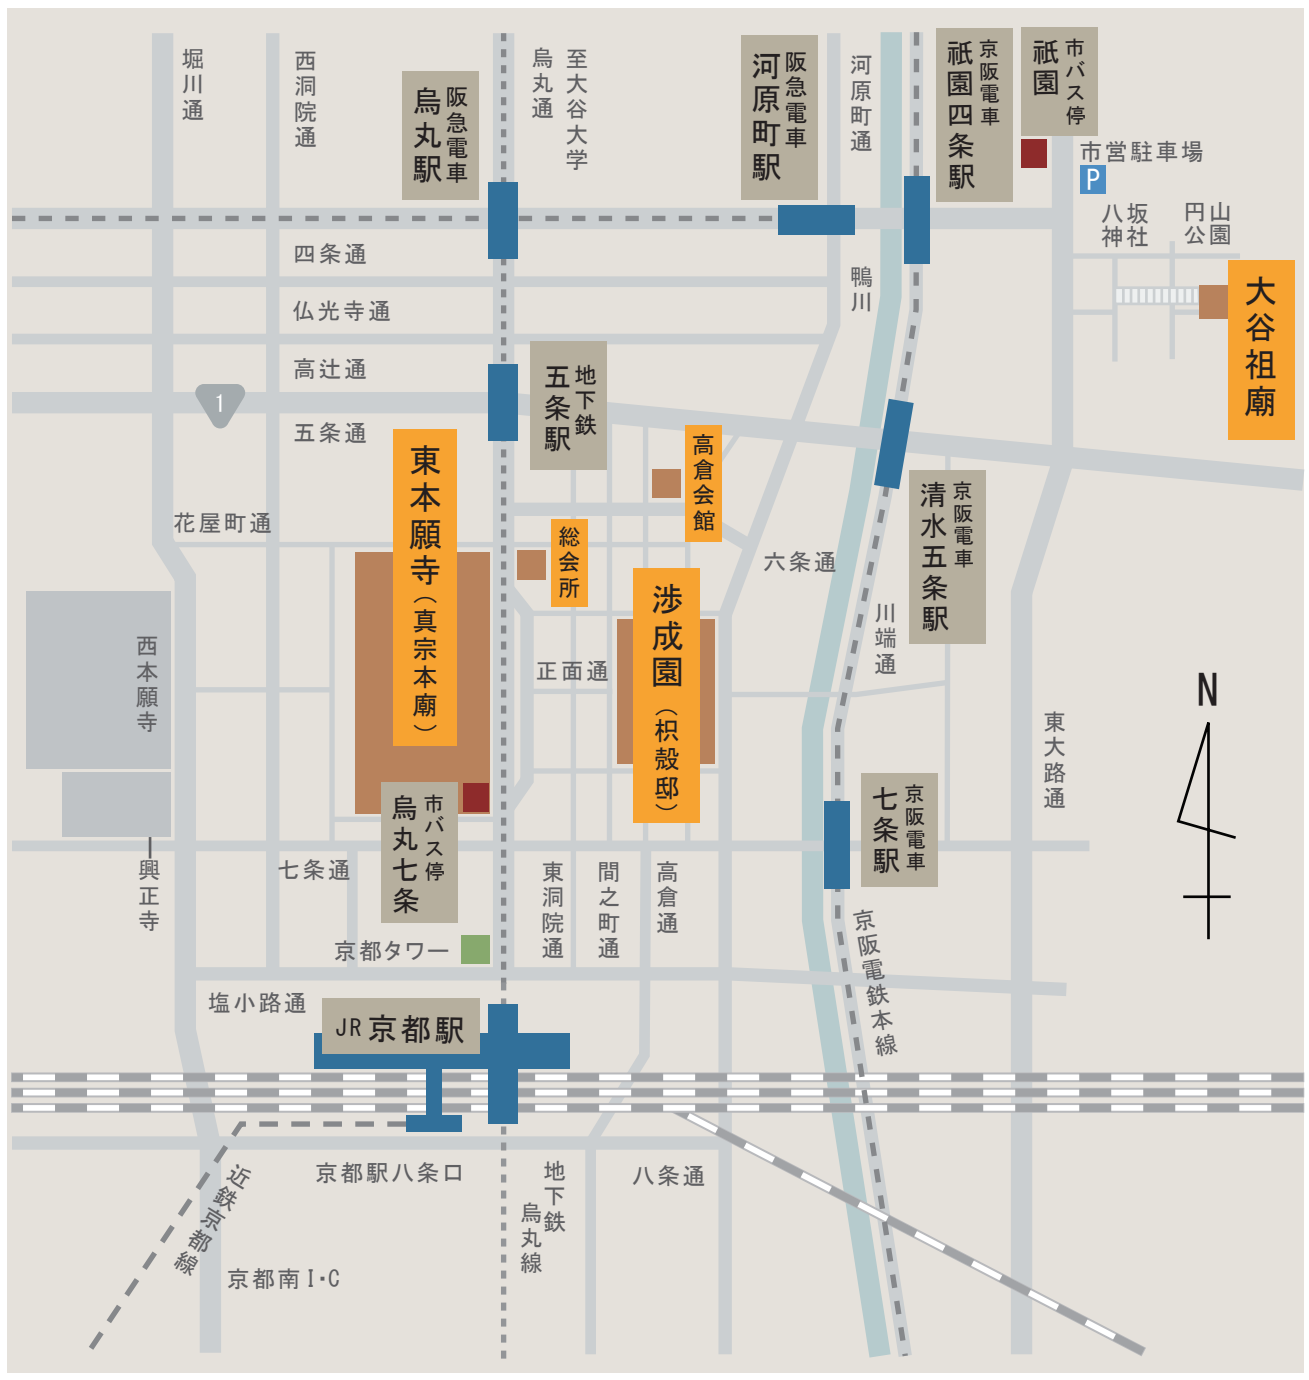 堀川通
西洞院通
阪急電車
烏丸駅
至大谷大学
烏丸通
阪急電車
河原町駅
河原町通
京阪電車
祇園四条駅
市バス停
祇園
市営駐車場
P
八坂
神社
円山
公園
大谷祖廟
四条通
鴨川
仏光寺通
高辻通
1
五条通
地下鉄
五条駅
高倉会館
東本願寺(真宗本廟)
花屋町通
総会所
六条通
京阪電車
清水五条駅
渉成園(枳殻邸)
川端通
西本願寺
正面通
N
東大路通
市バス停
烏丸七条
京阪電車
七条駅
七条通
興正寺
東洞院通
間之町通
高倉通
京都タワー
京阪電鉄本線
塩小路通
JR京都駅
京都駅八条口
近鉄京都線
地下鉄
烏丸線
八条通
京都南I・C